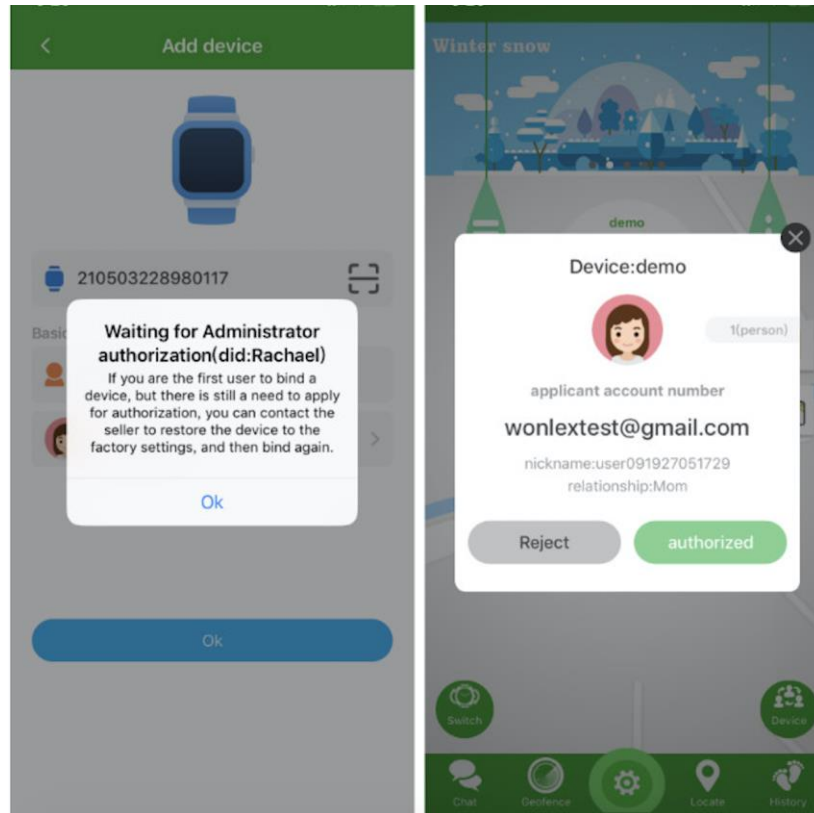 Add device
210503228980117
Basic
Waiting for Administrator
authorization(did:Rachael)
If you are the first user to bind a
device, but there is still a need to apply
for authorization, you can contact the
seller to restore the device to the
factory settings, and then bind again.
Ok
Ok
Winter snow
demo
Device:demo
1(person)
applicant account number
wonlextest@gmail.com
nickname:user091927051729
relationship:Mom
Reject
authorized
Switch
Device
Chat
Geofence
Locate
History